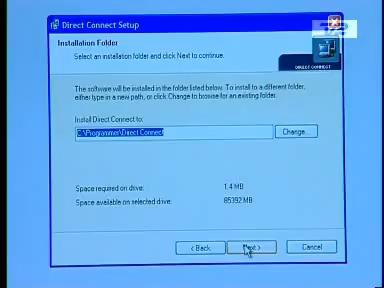 Direct Connect Setup
Installation Folder
Select an installation folder and click Next to continue.
DIRECT CONNECT
The software will be installed in the folder listed below. To install to a different folder,
either type in a new path, or click Change to browse for an existing folder.
Install Direct Connect to:
C:\Programmer\Direct Connect
Change...
Space required on drive:
1.4 MB
Space available on selected drive:
85392 MB
< Back
Next >
Cancel